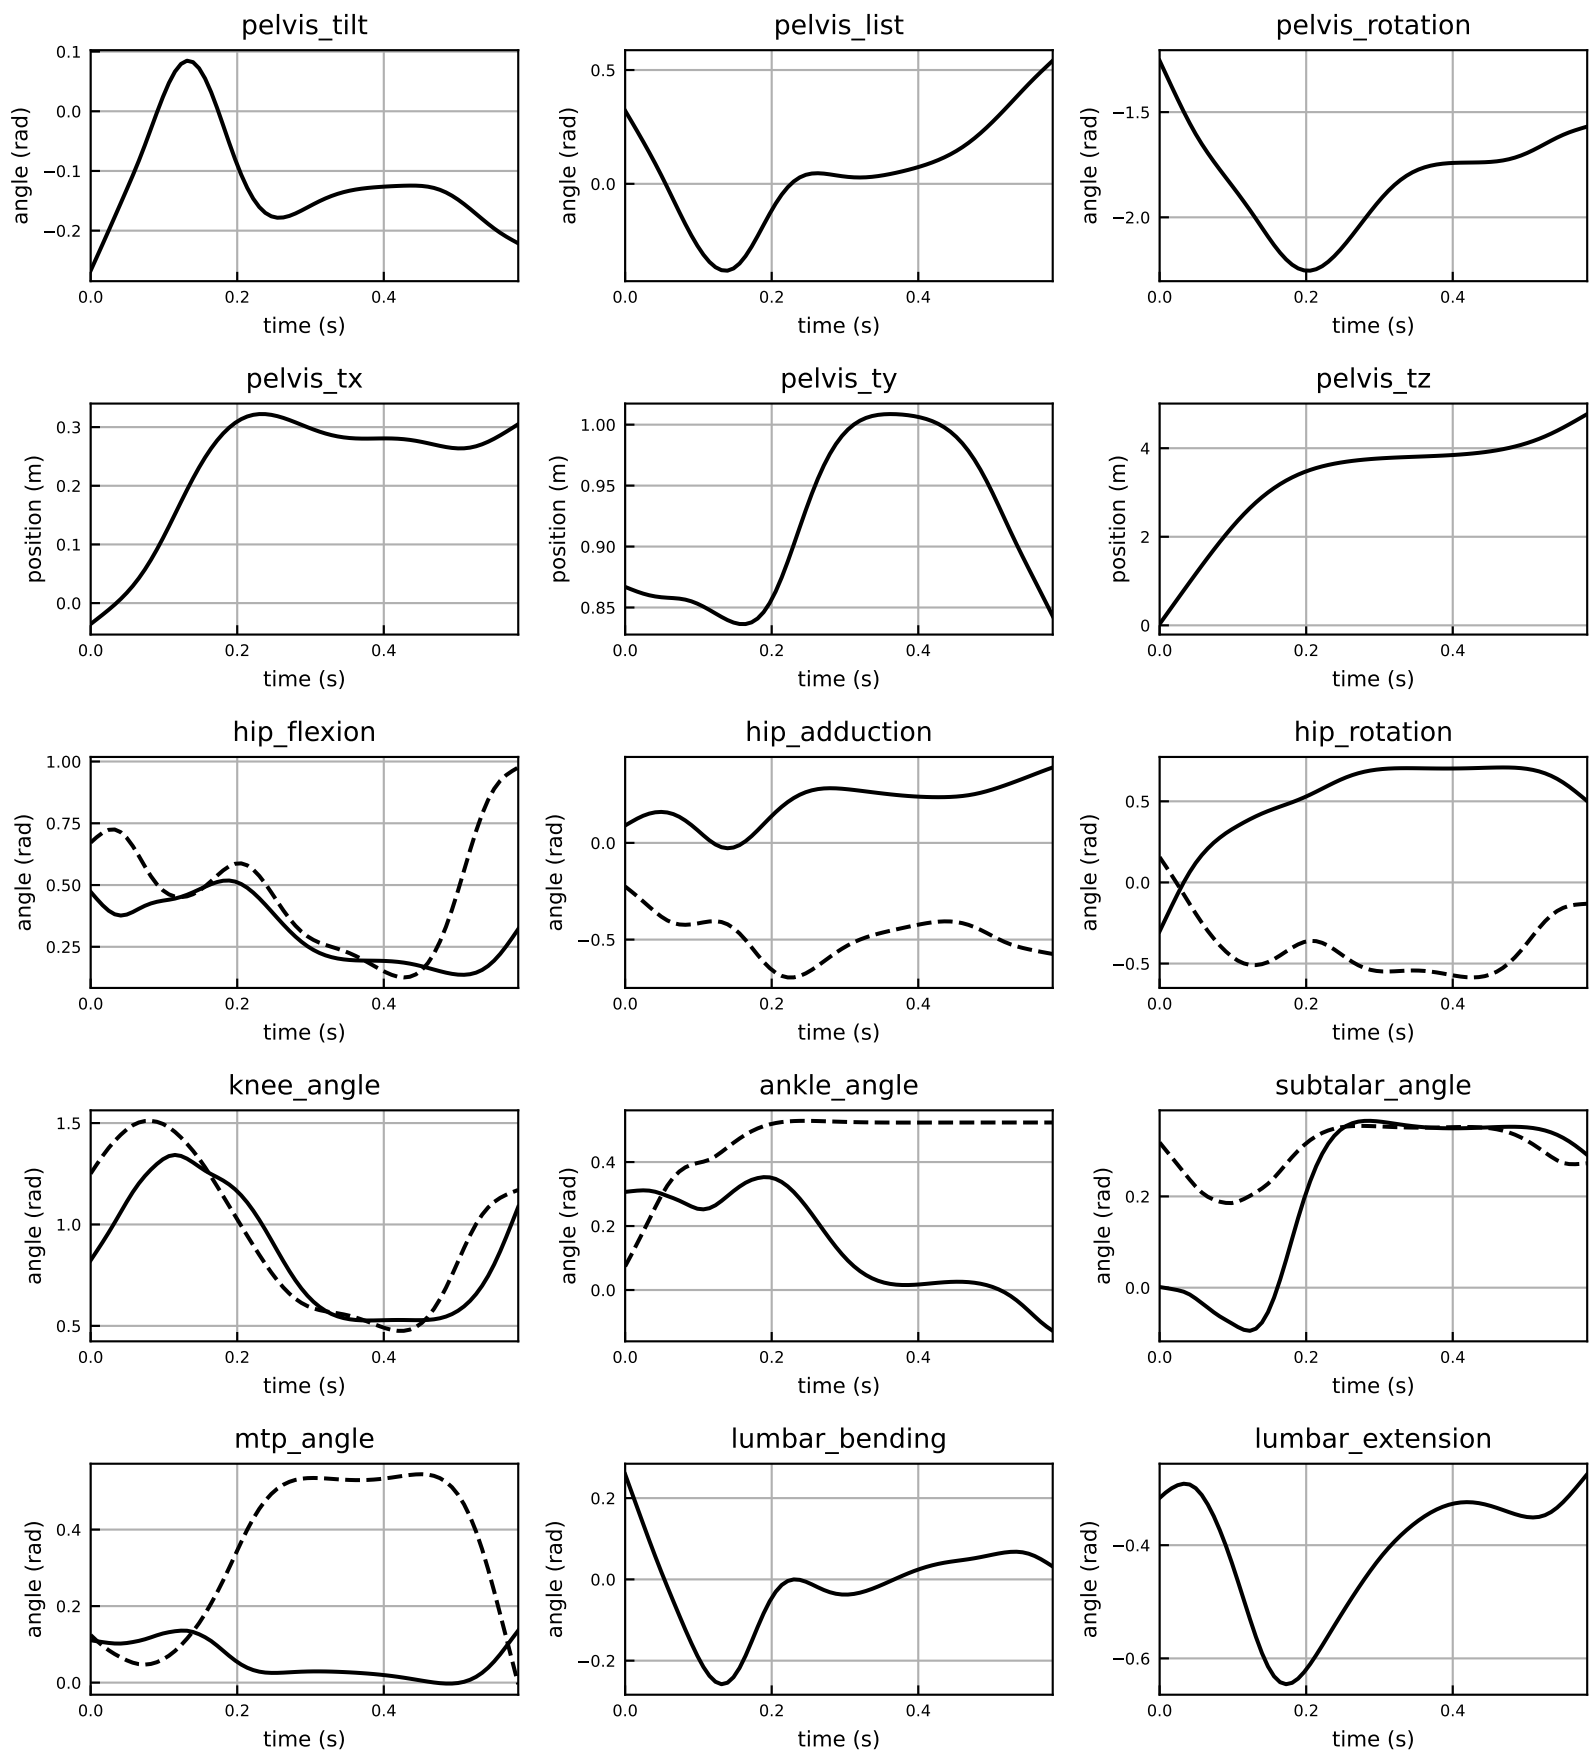 pelvis_tilt
angle (rad)
0.1
0.0
−0.1
−0.2
0.0 0.2 0.4
time (s)
pelvis_list
angle (rad)
0.5
0.0
0.0 0.2 0.4
time (s)
pelvis_rotation
angle (rad)
−1.5
−2.0
0.0 0.2 0.4
time (s)
pelvis_tx
position (m)
0.3
0.2
0.1
0.0
0.0 0.2 0.4
time (s)
pelvis_ty
position (m)
1.00
0.95
0.90
0.85
0.0 0.2 0.4
time (s)
pelvis_tz
position (m)
4
2
0
0.0 0.2 0.4
time (s)
hip_flexion
angle (rad)
1.00
0.75
0.50
0.25
0.0 0.2 0.4
time (s)
hip_adduction
angle (rad)
0.0
−0.5
0.0 0.2 0.4
time (s)
hip_rotation
angle (rad)
0.5
0.0
−0.5
0.0 0.2 0.4
time (s)
knee_angle
angle (rad)
1.5
1.0
0.5
0.0 0.2 0.4
time (s)
ankle_angle
angle (rad)
0.4
0.2
0.0
0.0 0.2 0.4
time (s)
subtalar_angle
angle (rad)
0.2
0.0
0.0 0.2 0.4
time (s)
mtp_angle
angle (rad)
0.4
0.2
0.0
0.0 0.2 0.4
time (s)
lumbar_bending
angle (rad)
0.2
0.0
−0.2
0.0 0.2 0.4
time (s)
lumbar_extension
angle (rad)
−0.4
−0.6
0.0 0.2 0.4
time (s)